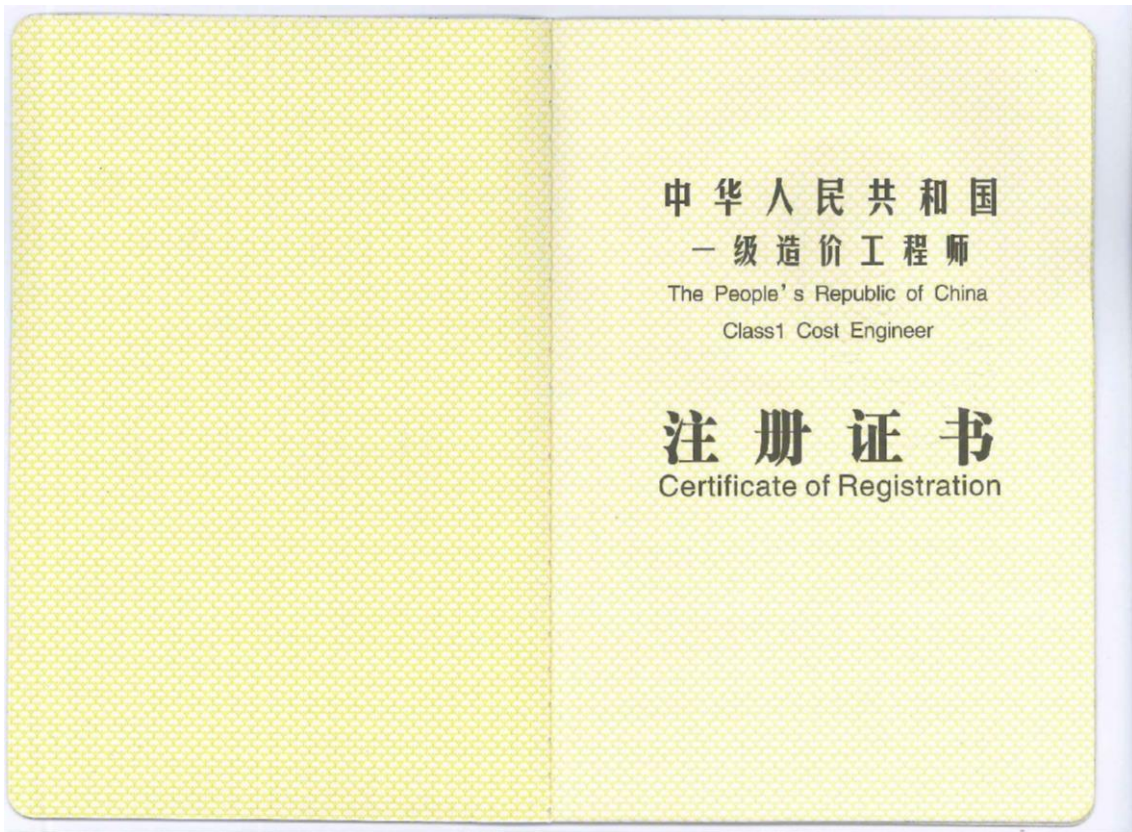 中华人民共和国
一级造价工程师
The People's Republic of China
Class1 Cost Engineer
注册证书
Certificate of Registration